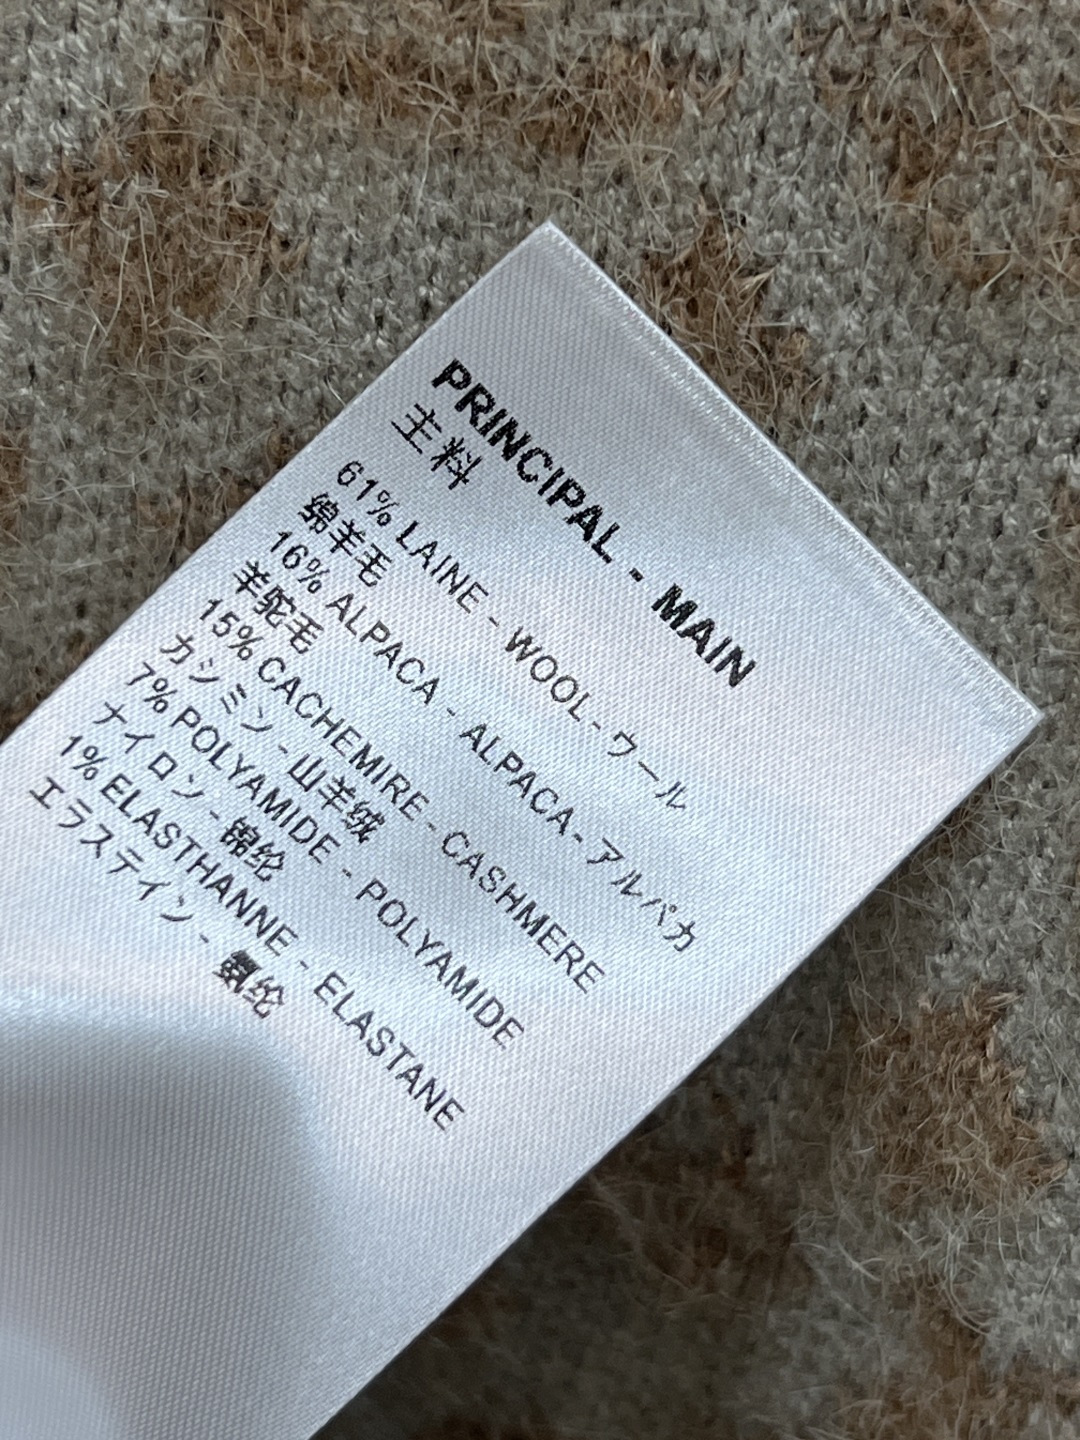 PRINCIPAL - MAIN
主料
61% LAINE - WOOL - ウール
绵羊毛
16% ALPACA - ALPACA - アルパカ
羊驼毛
15% CACHEMIRE - CASHMERE
カシミン - 山羊绒
7% POLYAMIDE - POLYAMIDE
ナイロン - 锦纶
1% ELASTHANNE - ELASTANE
エラステイン - 氨纶